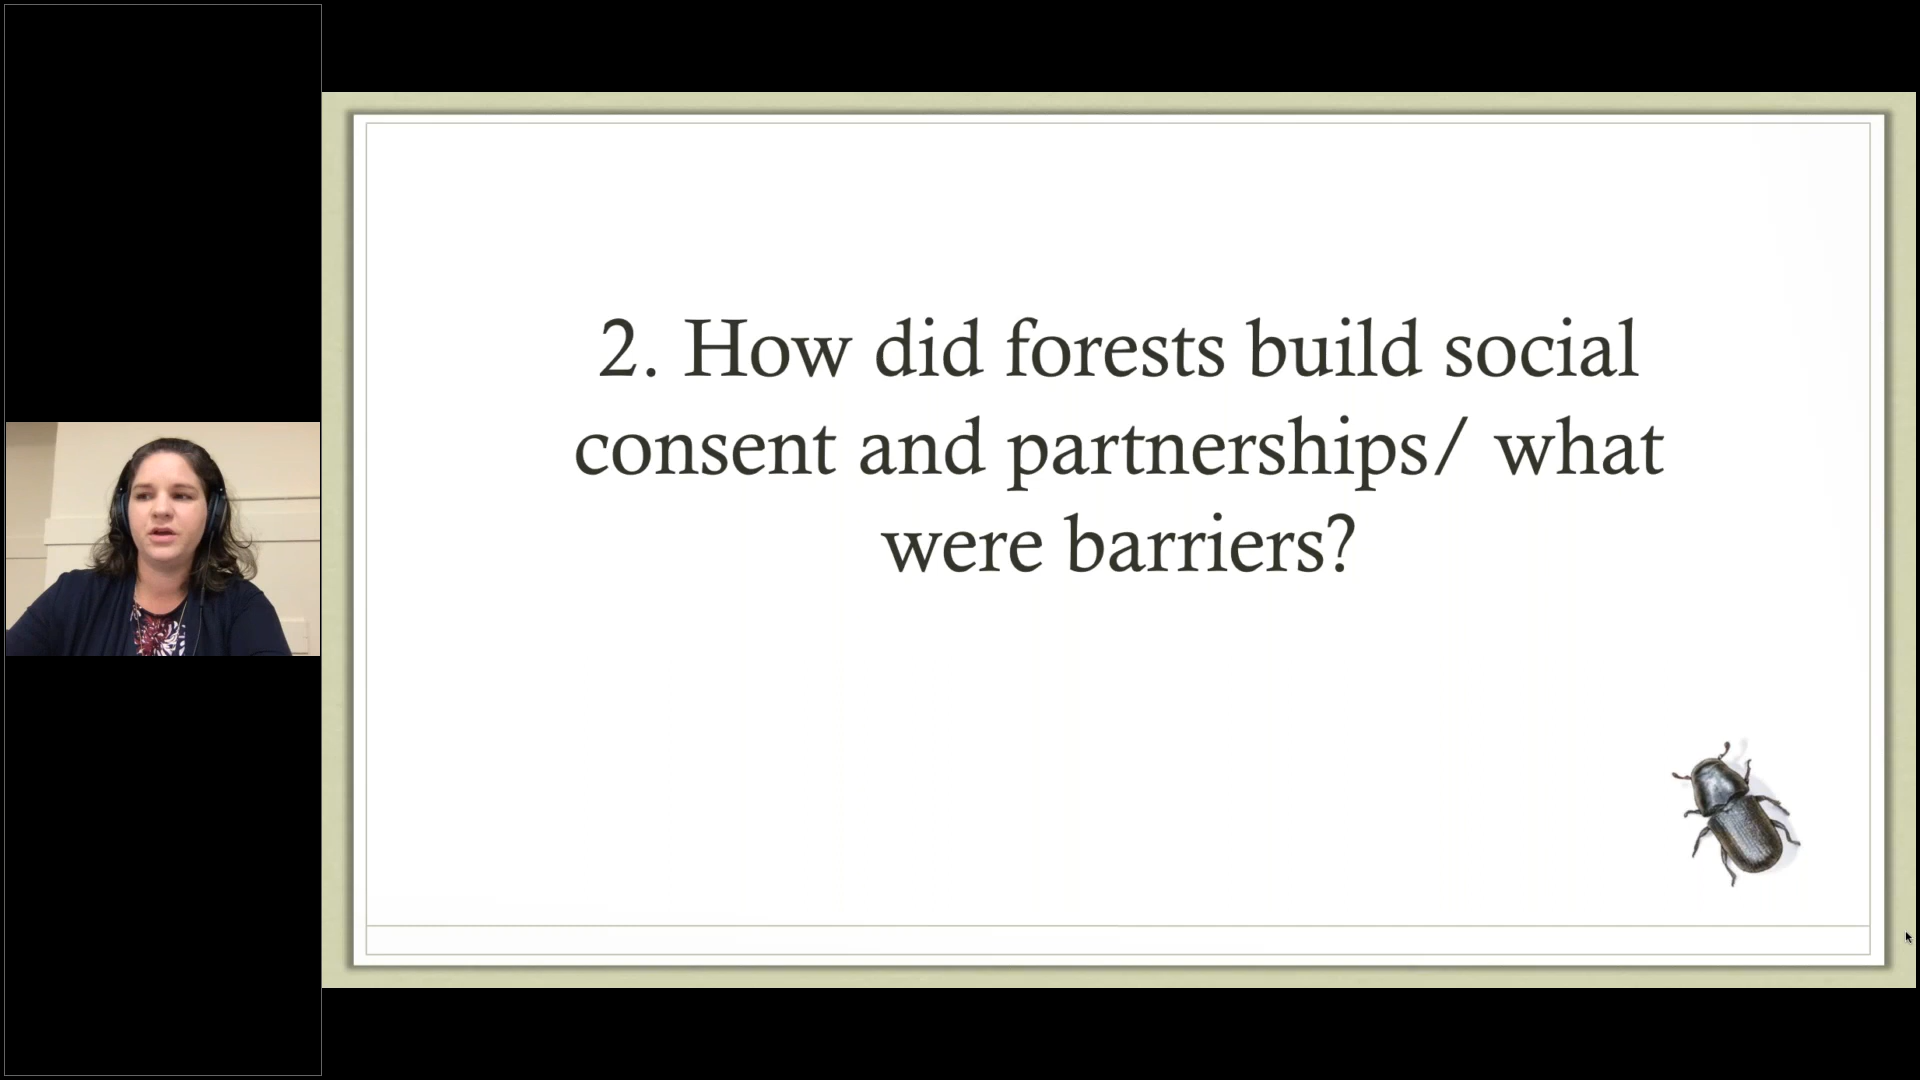 2. How did forests build social
consent and partnerships/ what
were barriers?